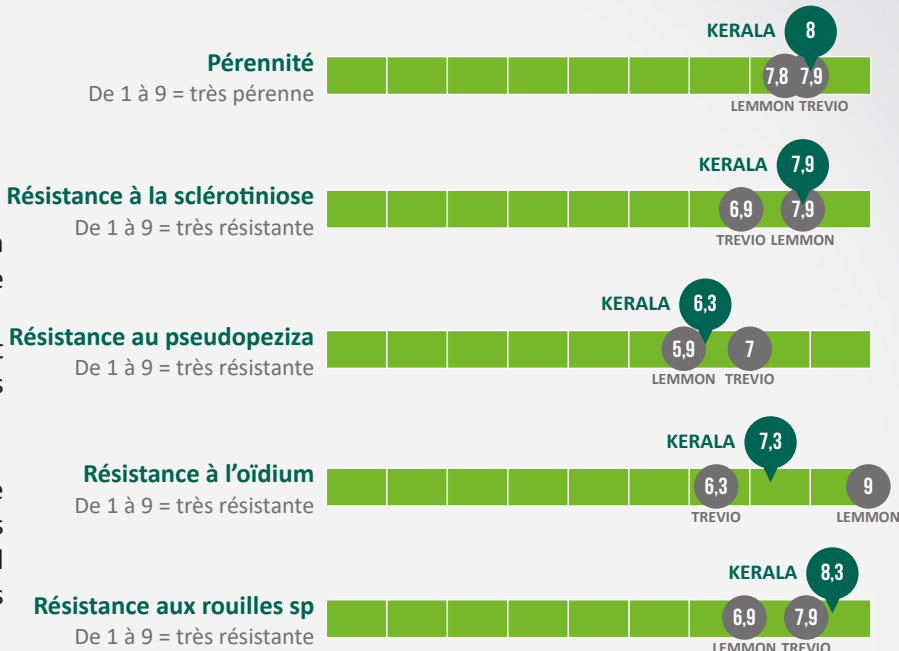 KERALA 8
Pérennité
De 1 à 9 = très pérenne
7,8 7,9
LEMMON TREVIO
KERALA 7,9
Résistance à la sclérotiniose
De 1 à 9 = très résistante
6,9 7,9
TREVIO LEMMON
KERALA 6,3
Résistance au pseudopeziza
De 1 à 9 = très résistante
5,9 7
LEMMON TREVIO
KERALA 7,3
Résistance à l'oïdium
De 1 à 9 = très résistante
6,3 9
TREVIO LEMMON
KERALA 8,3
Résistance aux rouilles sp
De 1 à 9 = très résistante
6,9 7,9
LEMMON TREVIO